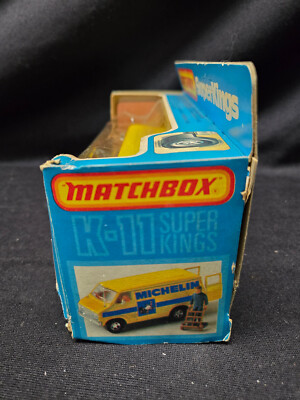 SuperKings
MATCHBOX
K-11 SUPER
KINGS
MICHELIN